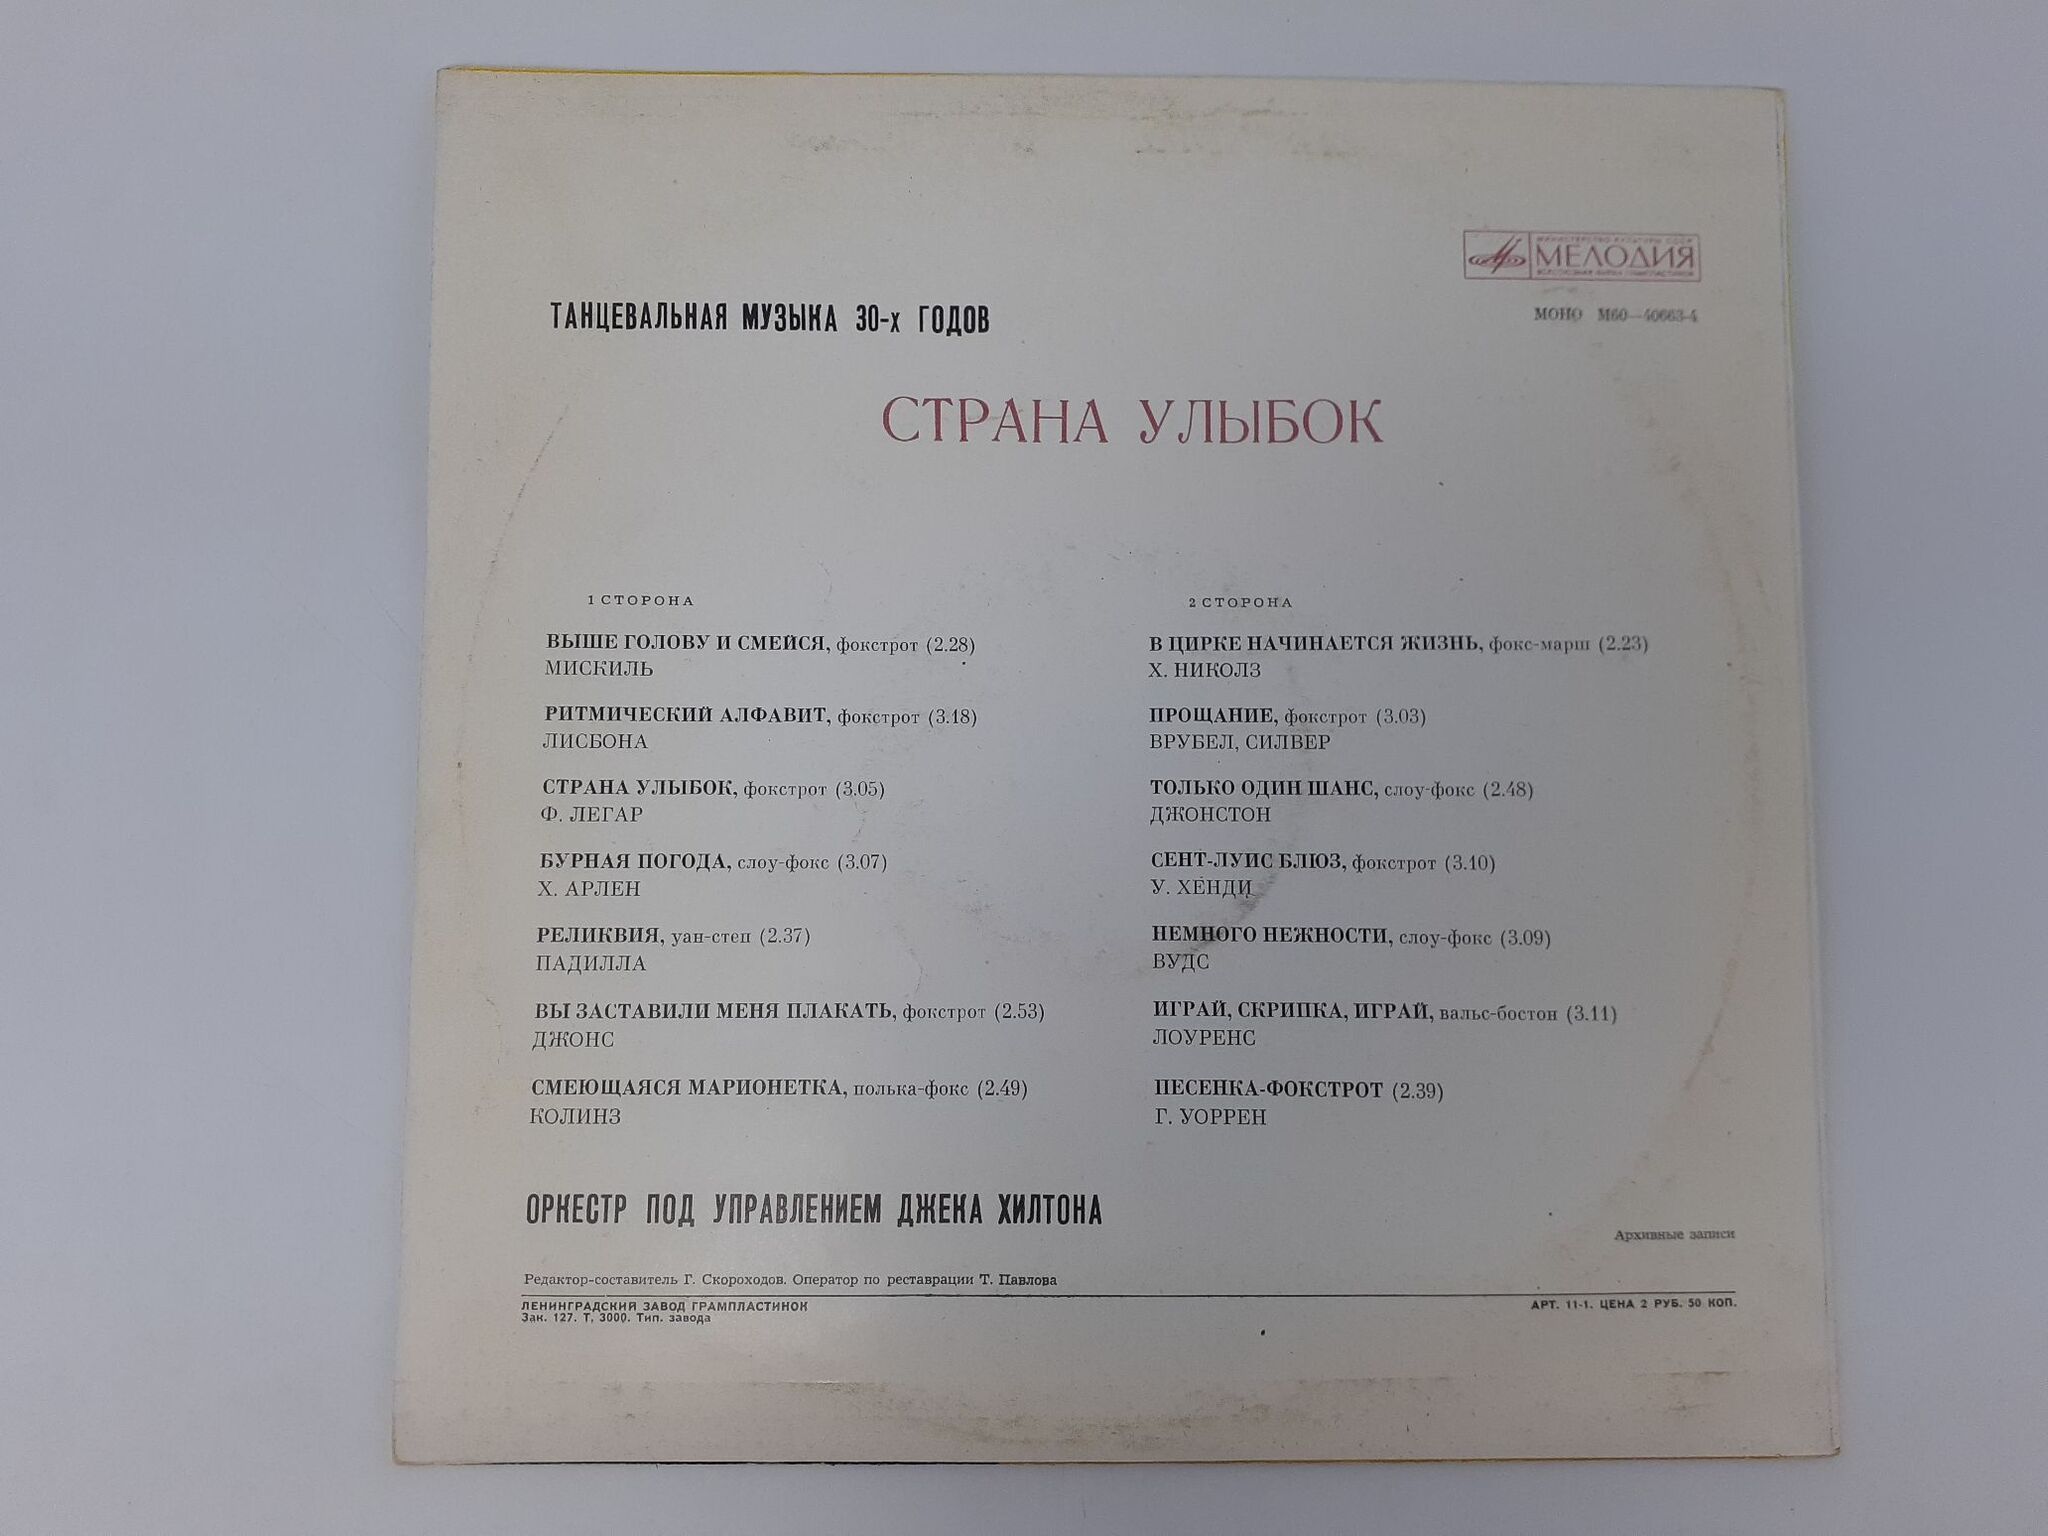 МИНИСТЕРСТВО КУЛЬТУРЫ СССР
МЕЛОДИЯ
ВСЕСОЮЗНАЯ ФИРМА ГРАМПЛАСТИНОК
МОНО М60—40663-4
ТАНЦЕВАЛЬНАЯ МУЗЫКА 30-х ГОДОВ
СТРАНА УЛЫБОК
1 СТОРОНА
ВЫШЕ ГОЛОВУ И СМЕЙСЯ, фокстрот (2.28)
МИСКИЛЬ
РИТМИЧЕСКИЙ АЛФАВИТ, фокстрот (3.18)
ЛИСБОНА
СТРАНА УЛЫБОК, фокстрот (3.05)
Ф. ЛЕГАР
БУРНАЯ ПОГОДА, слоу-фокс (3.07)
Х. АРЛЕН
РЕЛИКВИЯ, уан-степ (2.37)
ПАДИЛЛА
ВЫ ЗАСТАВИЛИ МЕНЯ ПЛАКАТЬ, фокстрот (2.53)
ДЖОНС
СМЕЮЩАЯСЯ МАРИОНЕТКА, полька-фокс (2.49)
КОЛИНЗ
2 СТОРОНА
В ЦИРКЕ НАЧИНАЕТСЯ ЖИЗНЬ, фокс-марш (2.23)
Х. НИКОЛЗ
ПРОЩАНИЕ, фокстрот (3.03)
ВРУБЕЛ, СИЛВЕР
ТОЛЬКО ОДИН ШАНС, слоу-фокс (2.48)
ДЖОНСТОН
СЕНТ-ЛУИС БЛЮЗ, фокстрот (3.10)
У. ХЕНДИ
НЕМНОГО НЕЖНОСТИ, слоу-фокс (3.09)
ВУДС
ИГРАЙ, СКРИПКА, ИГРАЙ, вальс-бостон (3.11)
ЛОУРЕНС
ПЕСЕНКА-ФОКСТРОТ (2.39)
Г. УОРРЕН
ОРКЕСТР ПОД УПРАВЛЕНИЕМ ДЖЕКА ХИЛТОНА
Архивные записи
Редактор-составитель Г. Скороходов. Оператор по реставрации Т. Павлова
ЛЕНИНГРАДСКИЙ ЗАВОД ГРАМПЛАСТИНОК
Зак. 127. Т, 3000. Тип. завода
АРТ. 11-1. ЦЕНА 2 РУБ. 50 КОП.